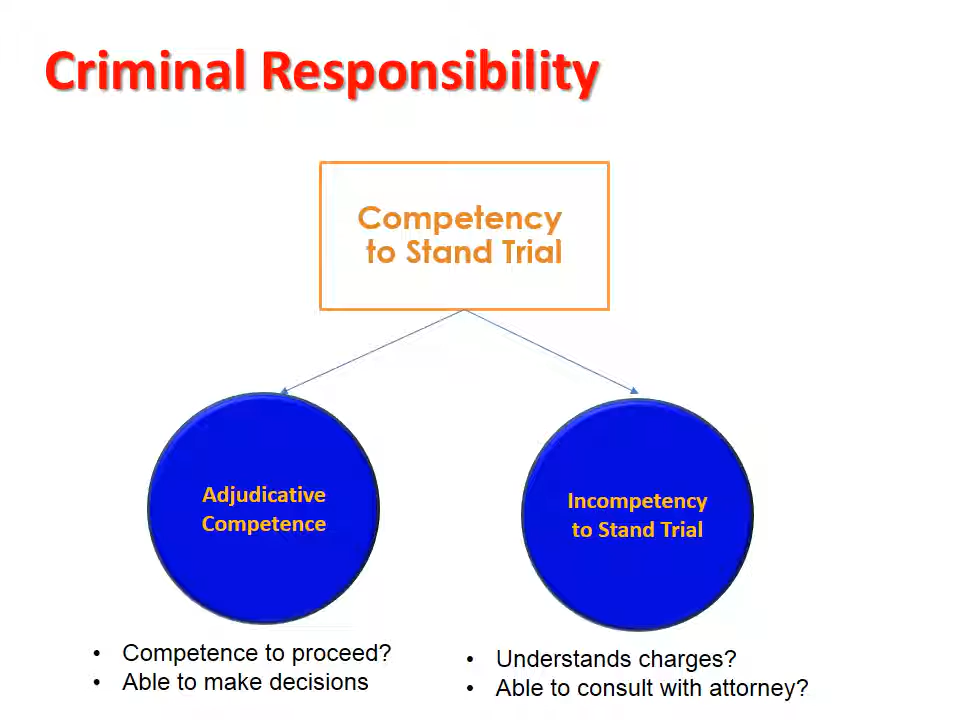 Criminal Responsibility
Competency
to Stand Trial
Adjudicative
Competence
Incompetency
to Stand Trial
• Competence to proceed?
• Able to make decisions
• Understands charges?
• Able to consult with attorney?